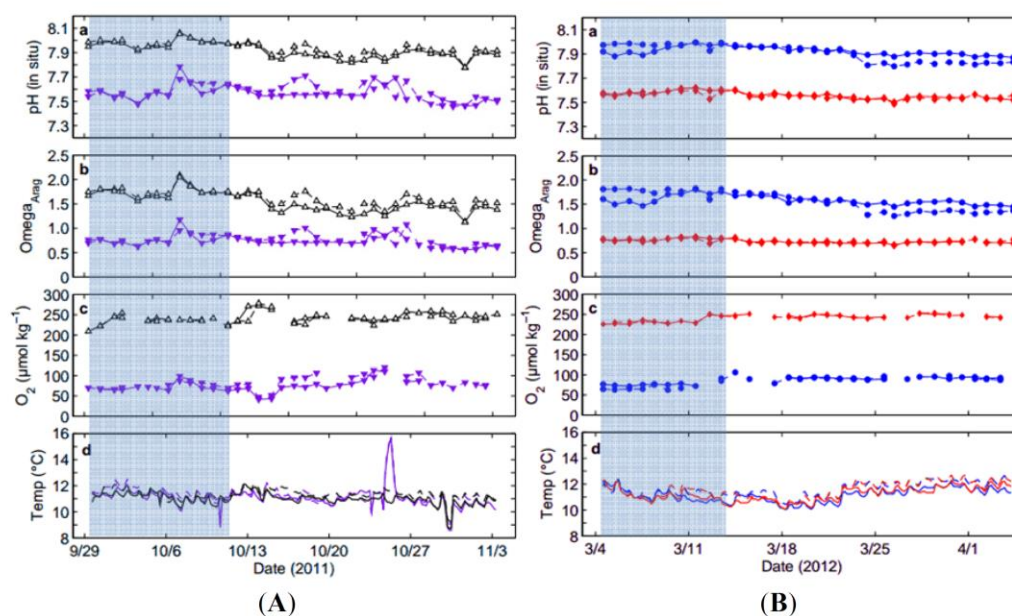 a
8.1
7.9
7.7
7.5
7.3
pH (in situ)
b
2.5
2.0
1.5
1.0
0.5
0
Omega_Arag
c
300
250
200
150
100
50
0
O₂ (µmol kg⁻¹)
d
16
14
12
10
8
Temp (°C)
9/29 10/6 10/13 10/20 10/27 11/3
Date (2011)
(A)
a
8.1
7.9
7.7
7.5
7.3
pH (in situ)
b
2.5
2.0
1.5
1.0
0.5
0
Omega_Arag
c
300
250
200
150
100
50
0
O₂ (µmol kg⁻¹)
d
16
14
12
10
8
Temp (°C)
3/4 3/11 3/18 3/25 4/1
Date (2012)
(B)